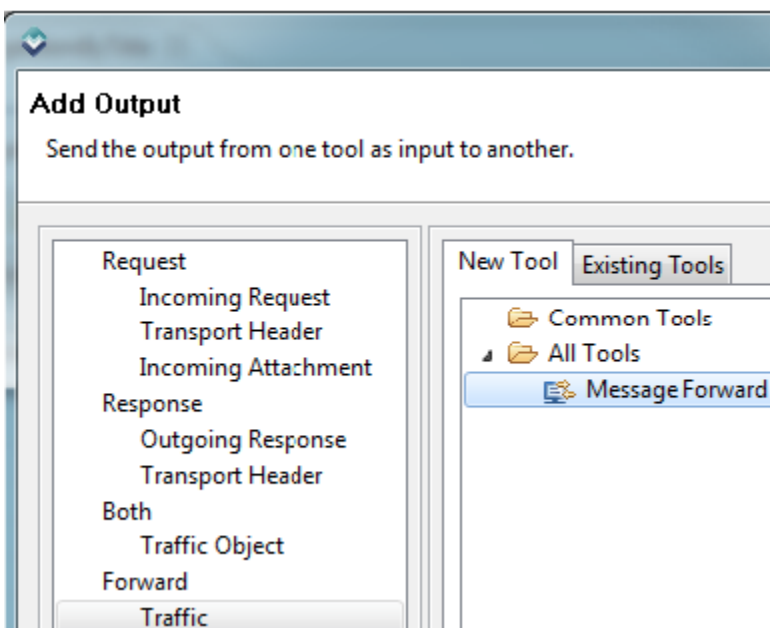 Add Output
Send the output from one tool as input to another.
Request
Incoming Request
Transport Header
Incoming Attachment
Response
Outgoing Response
Transport Header
Both
Traffic Object
Forward
Traffic
New Tool
Existing Tools
Common Tools
All Tools
Message Forward